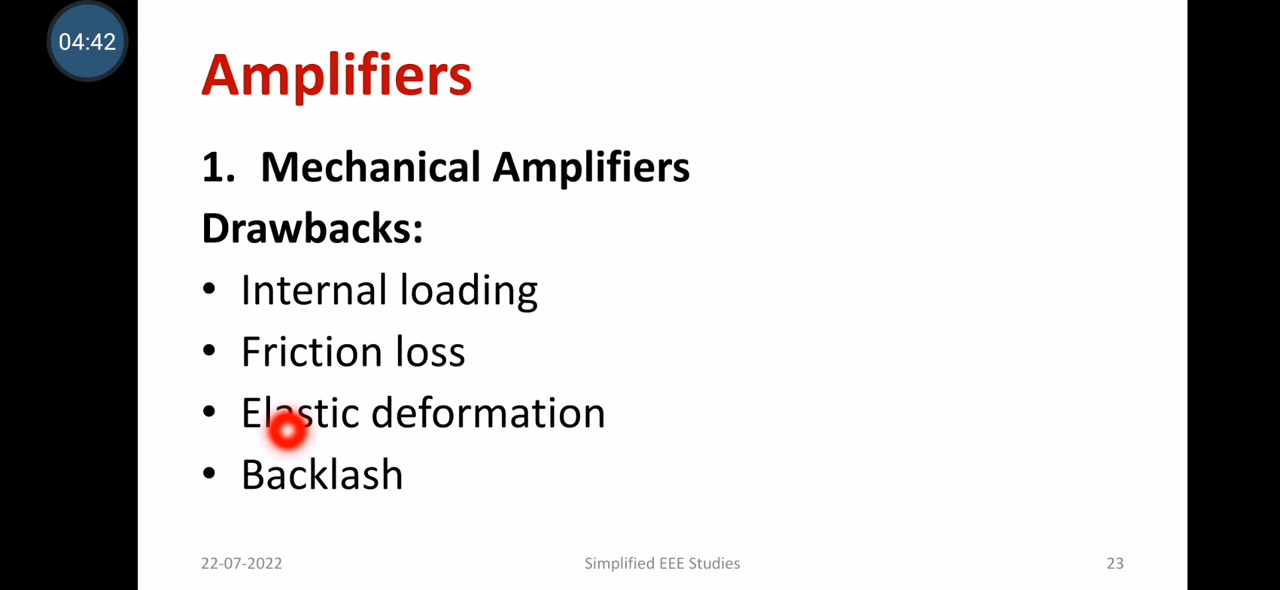 04:42
Amplifiers
1. Mechanical Amplifiers
Drawbacks:
• Internal loading
• Friction loss
• Elastic deformation
• Backlash
22-07-2022
Simplified EEE Studies
23